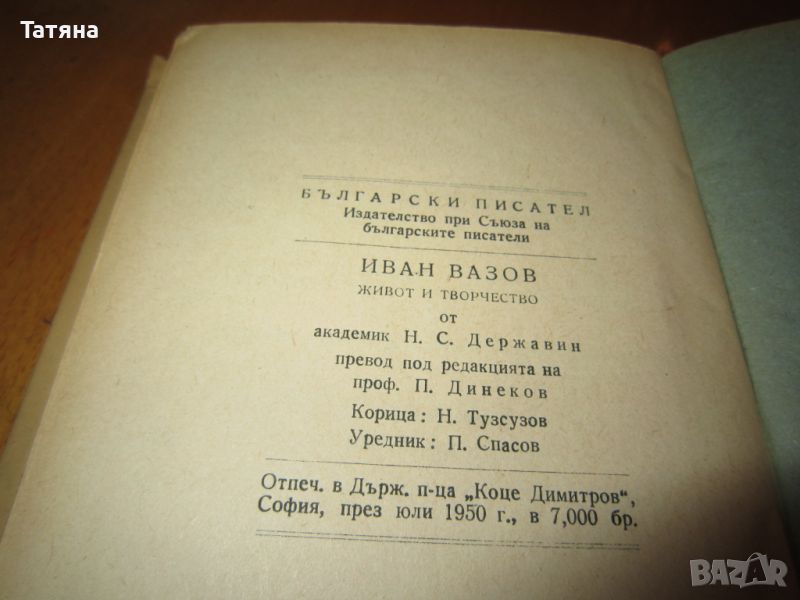 Татяна
БЪЛГАРСКИ ПИСАТЕЛ
Издателство при Съюза на
българските писатели
ИВАН ВАЗОВ
ЖИВОТ И ТВОРЧЕСТВО
от
академик Н. С. Державин
превод под редакцията на
проф. П. Динеков
Корица: Н. Тузсузов
Уредник: П. Спасов
Отпеч. в Държ. п-ца „Коце Димитров“,
София, през юли 1950 г., в 7,000 бр.
BAZAR